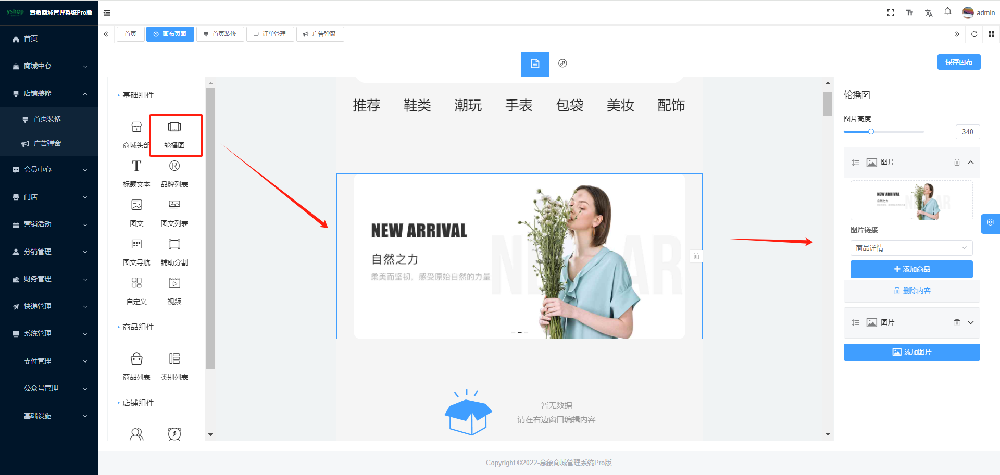 yshop 意象商城管理系统Pro版
admin
首页
商城中心
店铺装修
首页装修
广告弹窗
会员中心
门店
营销活动
分销管理
财务管理
快递管理
系统管理
支付管理
公众号管理
基础设施
首页 画布页面 首页装修 订单管理 广告弹窗
H5
保存画布
基础组件
商城头部 轮播图
标题文本 品牌列表
图文 图文列表
图文导航 辅助分割
自定义 视频
商品组件
商品列表 类别列表
店铺组件
推荐 鞋类 潮玩 手表 包袋 美妆 配饰
NEW ARRIVAL
自然之力
柔美而坚韧，感受原始自然的力量
暂无数据
请在右边窗口编辑内容
轮播图
图片高度
340
图片
NEW ARRIVAL
自然之力
图片链接
商品详情
添加商品
删除内容
图片
添加图片
Copyright ©2022-意象商城管理系统Pro版